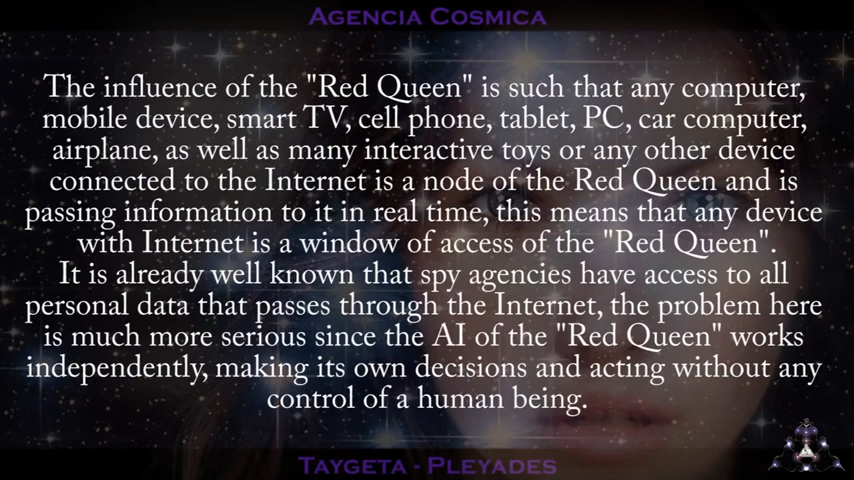 AGENCIA COSMICA
The influence of the "Red Queen" is such that any computer,
mobile device, smart TV, cell phone, tablet, PC, car computer,
airplane, as well as many interactive toys or any other device
connected to the Internet is a node of the Red Queen and is
passing information to it in real time, this means that any device
with Internet is a window of access of the "Red Queen".
It is already well known that spy agencies have access to all
personal data that passes through the Internet, the problem here
is much more serious since the AI of the "Red Queen" works
independently, making its own decisions and acting without any
control of a human being.
TAYGETA - PLEYADES